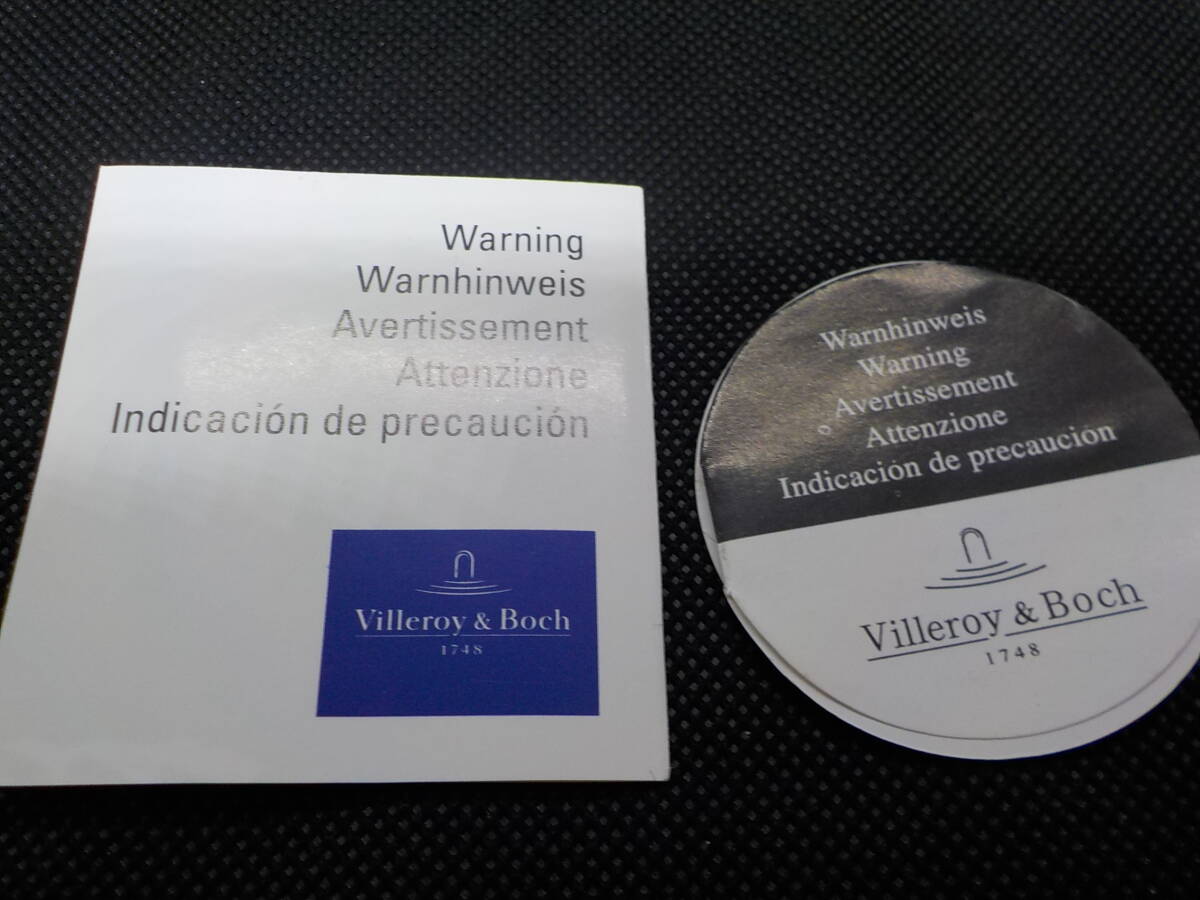 Warning
Warnhinweis
Avertissement
Attenzione
Indicación de precaución
Villeroy & Boch
1748
Warnhinweis
Warning
Avertissement
Attenzione
Indicación de precaución
Villeroy & Boch
1748